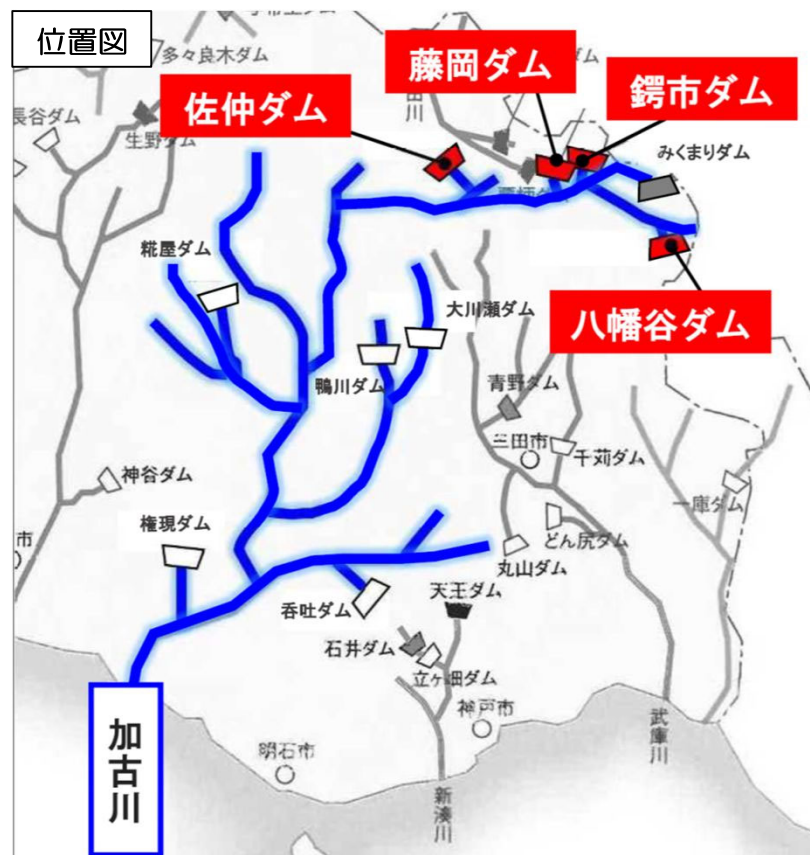 位置図
多々良木ダム
藤岡ダム
鍔市ダム
佐仲ダム
長谷ダム
生野ダム
みくまりダム
糀屋ダム
大川瀬ダム
八幡谷ダム
鴨川ダム
青野ダム
三田市
千苅ダム
神谷ダム
一庫ダム
権現ダム
市
どん尻ダム
丸山ダム
呑吐ダム
天王ダム
石井ダム
立ヶ畑ダム
加古川
神戸市
武庫川
明石市
新湊川